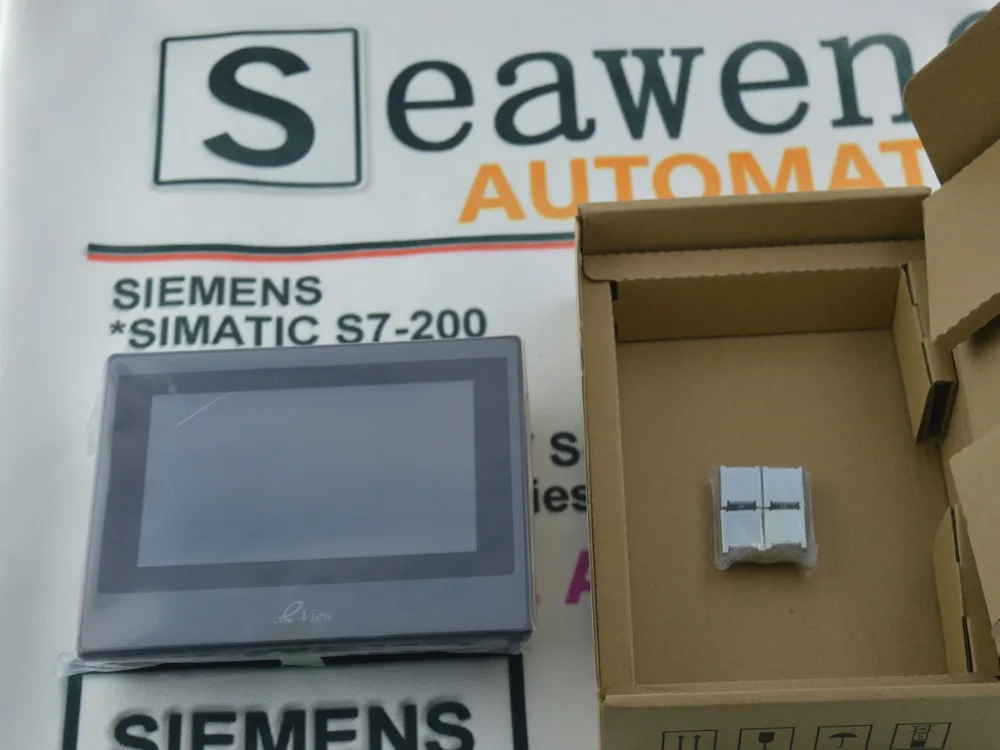 Seawen
AUTOMAT
SIEMENS
*SIMATIC S7-200
S
ies
View
SIEMENS